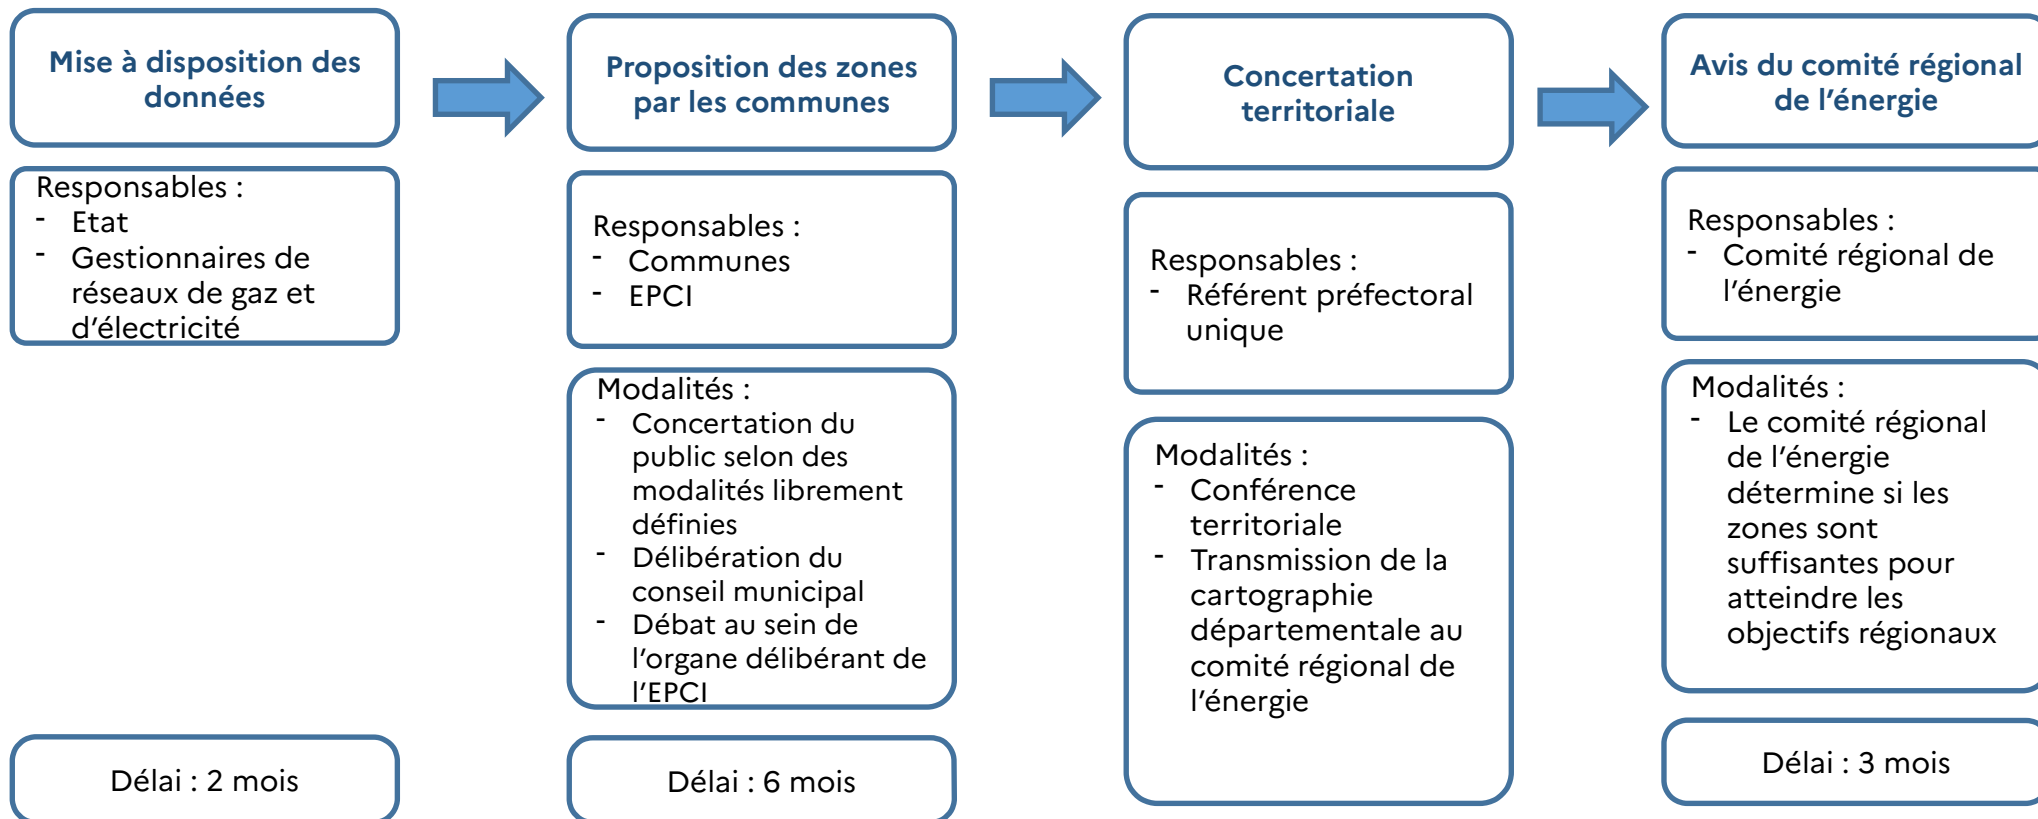 Mise à disposition des
données
Responsables :
- Etat
- Gestionnaires de
réseaux de gaz et
d’électricité
Délai : 2 mois
Proposition des zones
par les communes
Responsables :
- Communes
- EPCI
Modalités :
- Concertation du
public selon des
modalités librement
définies
- Délibération du
conseil municipal
- Débat au sein de
l’organe délibérant de
l’EPCI
Délai : 6 mois
Concertation
territoriale
Responsables :
- Référent préfectoral
unique
Modalités :
- Conférence
territoriale
- Transmission de la
cartographie
départementale au
comité régional de
l’énergie
Avis du comité régional
de l’énergie
Responsables :
- Comité régional de
l’énergie
Modalités :
- Le comité régional
de l’énergie
détermine si les
zones sont
suffisantes pour
atteindre les
objectifs régionaux
Délai : 3 mois